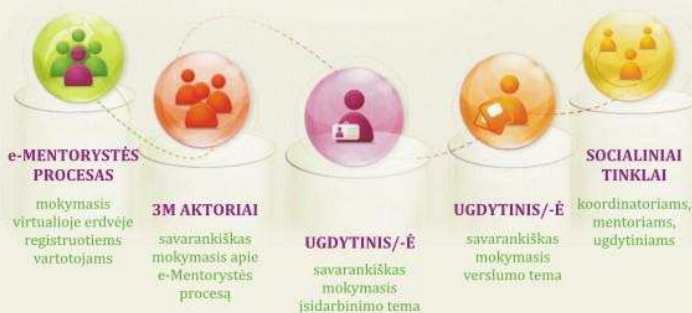 e-MENTORYSTĖS
PROCESAS
mokymasis
virtualioje erdvėje
registruotiems
vartotojams
3M AKTORIAI
savarankiškas
mokymasis apie
e-Mentorystės
procesą
UGDYTINIS/-Ė
savarankiškas
mokymasis
įsidarbinimo tema
UGDYTINIS/-Ė
savarankiškas
mokymasis
verslumo tema
SOCIALINIAI
TINKLAI
koordinatoriams,
mentoriams,
ugdytiniams